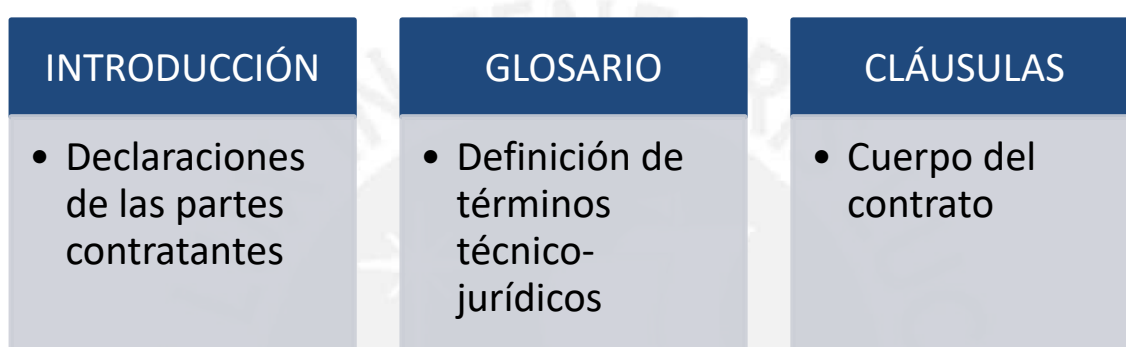 INTRODUCCIÓN
• Declaraciones
de las partes
contratantes
GLOSARIO
• Definición de
términos
técnico-
jurídicos
CLÁUSULAS
• Cuerpo del
contrato